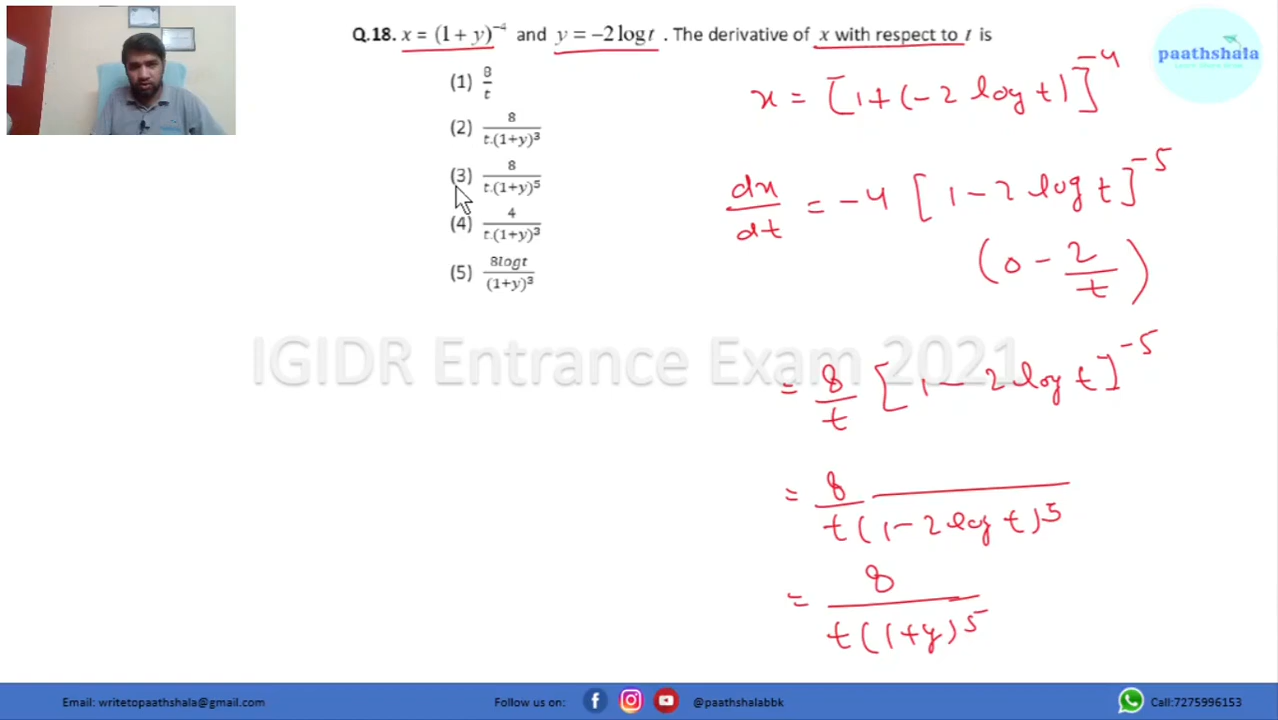 Q.18. x = (1 + y)⁻⁴ and y = −2 log t . The derivative of x with respect to t is
(1) 8/t
(2) 8/(t.(1+y)³)
(3) 8/(t.(1+y)⁵)
(4) 4/(t.(1+y)³)
(5) 8logt/(1+y)³
paathshala
x = [1+(−2 log t)]⁻⁴
dx/dt = −4 [1−2 log t]⁻⁵
(0 − 2/t)
= 8/t [1− 2 log t]⁻⁵
= 8/(t(1−2 log t)⁵)
= 8/(t(1+y)⁵)
IGIDR Entrance Exam 2021
Email: writetopaathshala@gmail.com Follow us on: @paathshalabbk Call:7275996153